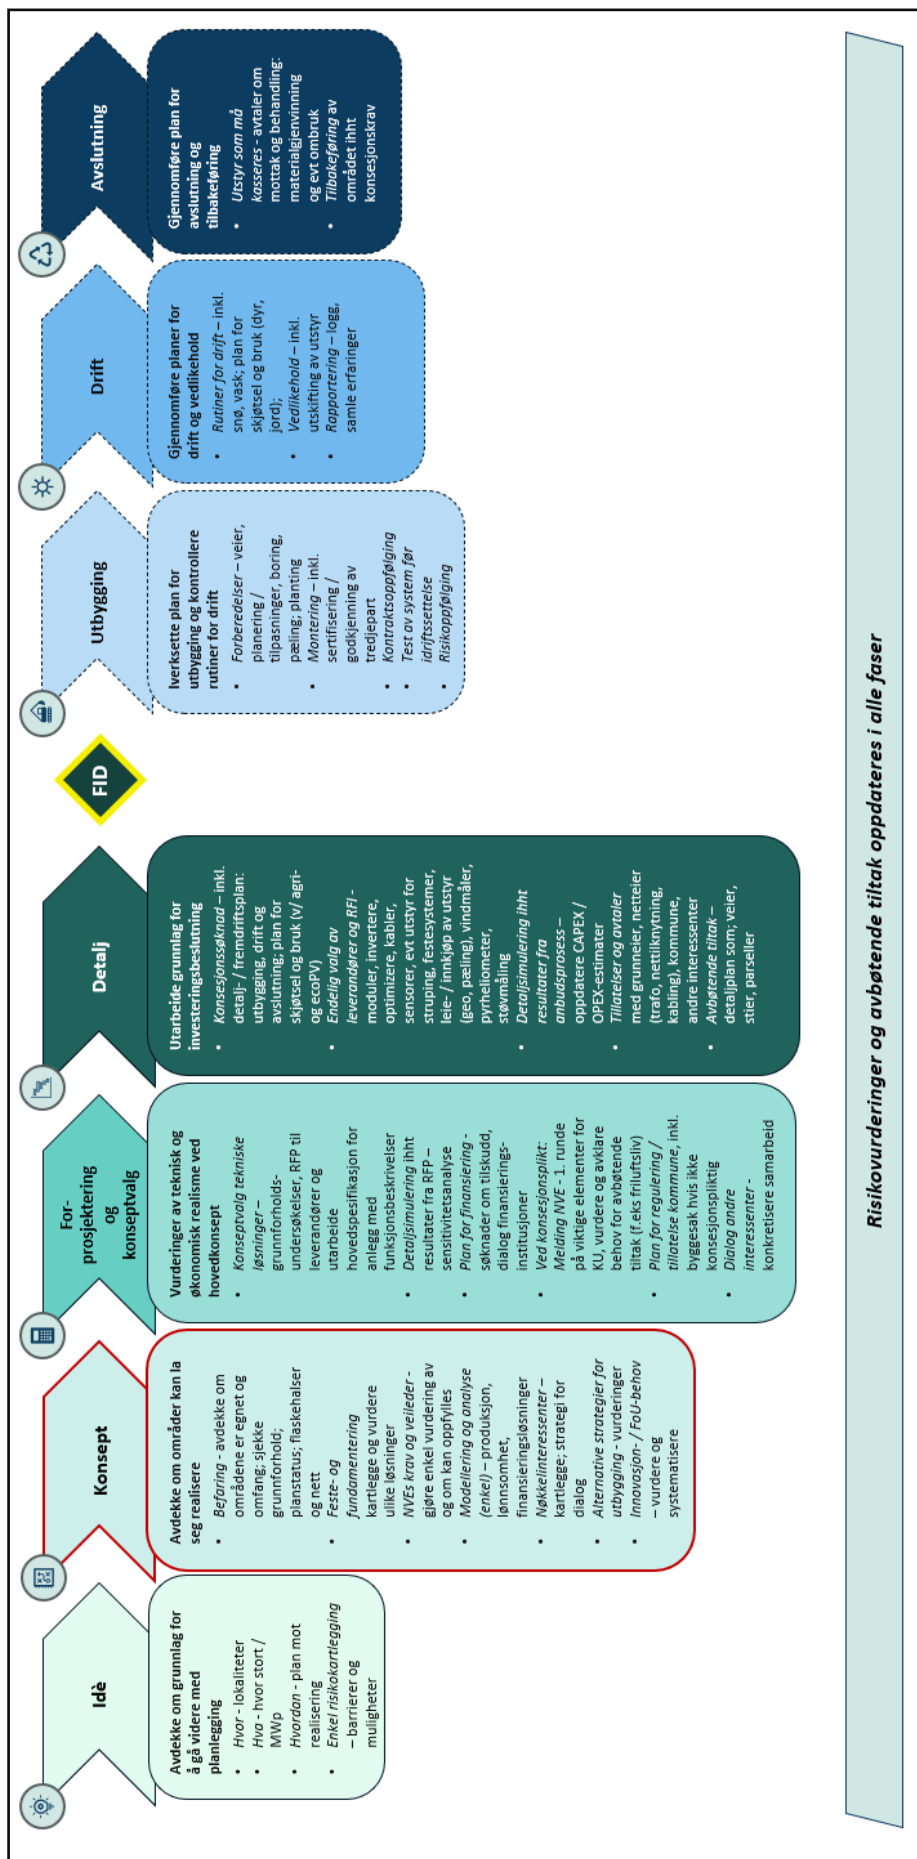 Idè
Avdekke om grunnlag for
å gå videre med
planlegging
• Hvor - lokaliteter
• Hva - hvor stort /
MWp
• Hvordan - plan mot
realisering
• Enkel risikokartlegging
– barrierer og
muligheter
Konsept
Avdekke om områder kan la
seg realisere
• Befaring - avdekke om
områdene er egnet og
omfang; sjekke
grunnforhold;
planstatus; flaskehalser
og nett
• Feste- og
fundamentering
kartlegge og vurdere
ulike løsninger
• NVEs krav og veileder -
gjøre enkel vurdering av
og om kan oppfylles
• Modellering og analyse
(enkel) – produksjon,
lønnsomhet,
finansieringsløsninger
• Nøkkelinteressenter –
kartlegge; strategi for
dialog
• Alternative strategier for
utbygging - vurderinger
• Innovasjon- / FoU-behov
– vurdere og
systematisere
For-
prosjektering
og
konseptvalg
Vurderinger av teknisk og
økonomisk realisme ved
hovedkonsept
• Konseptvalg tekniske
løsninger –
grunnforholds-
undersøkelser, RFP til
leverandører og
utarbeide
hovedspesifikasjon for
anlegg med
funksjonsbeskrivelser
• Detaljsimulering ihht
resultater fra RFP –
sensitivitetsanalyse
• Plan for finansiering -
søknader om tilskudd,
dialog finansierings-
institusjoner
• Ved konsesjonsplikt:
Melding NVE - 1. runde
på viktige elementer for
KU, vurdere og avklare
behov for avbøtende
tiltak (f.eks friluftsliv)
• Plan for regulering /
tillatelse kommune, inkl.
byggesak hvis ikke
konsesjonspliktig
• Dialog andre
interessenter -
konkretisere samarbeid
Detalj
Utarbeide grunnlag for
investeringsbeslutning
• Konsesjonssøknad – inkl.
detalj- / fremdriftsplan:
utbygging, drift og
avslutning; plan for
skjøtsel og bruk (v/ agri-
og ecoPV)
• Endelig valg av
leverandører og RFI -
moduler, invertere,
optimizere, kabler,
sensorer, evt utstyr for
struping, festesystemer,
leie- / innkjøp av utstyr
(geo, pæling), vindmåler,
pyrheliometer,
støvmåling
• Detaljsimulering ihht
resultater fra
anbudsprosess –
oppdatere CAPEX /
OPEX-estimater
• Tillatelser og avtaler
med grunneier, netteier
(trafo, nettilknytning,
kabling), kommune,
andre interessenter
• Avbøtende tiltak –
detaljplan som; veier,
stier, parseller
FID
Utbygging
Iverksette plan for
utbygging og kontrollere
rutiner for drift
• Forberedelser – veier,
planering /
tilpasninger, boring,
pæling; planting
• Montering – inkl.
sertifisering /
godkjenning av
tredjepart
• Kontraktsoppfølging
• Test av system før
idriftssettelse
• Risikoppfølging
Drift
Gjennomføre planer for
drift og vedlikehold
• Rutiner for drift – inkl.
snø, vask; plan for
skjøtsel og bruk (dyr,
jord);
• Vedlikehold – inkl.
utskifting av utstyr
• Rapportering – logg,
samle erfaringer
Avslutning
Gjennomføre plan for
avslutning og
tilbakeføring
• Utstyr som må
kasseres - avtaler om
mottak og behandling:
materialgjenvinning
og evt ombruk
• Tilbakeføring av
området ihht
konsesjonskrav
Risikovurderinger og avbøtende tiltak oppdateres i alle faser